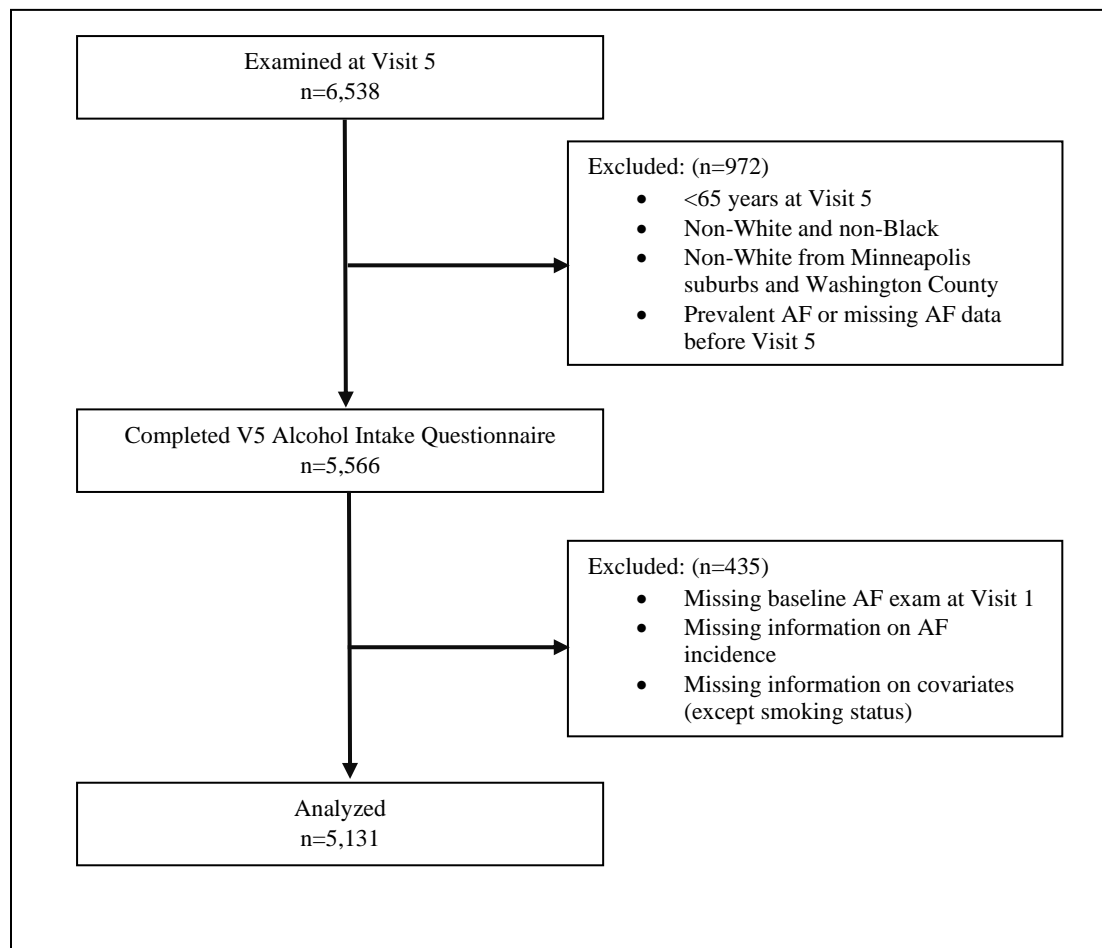 Examined at Visit 5
n=6,538
Excluded: (n=972)
• <65 years at Visit 5
• Non-White and non-Black
• Non-White from Minneapolis
suburbs and Washington County
• Prevalent AF or missing AF data
before Visit 5
Completed V5 Alcohol Intake Questionnaire
n=5,566
Excluded: (n=435)
• Missing baseline AF exam at Visit 1
• Missing information on AF
incidence
• Missing information on covariates
(except smoking status)
Analyzed
n=5,131